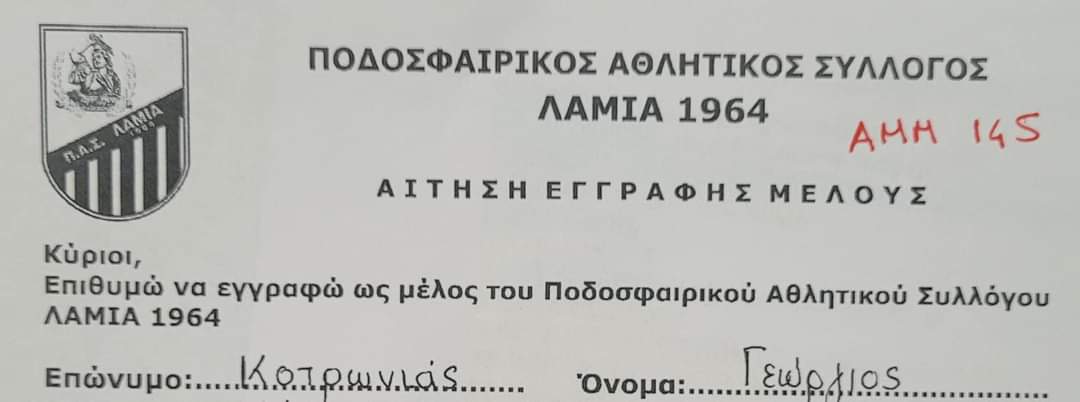 Π.Α.Σ. ΛΑΜΙΑ
1964
ΠΟΔΟΣΦΑΙΡΙΚΟΣ ΑΘΛΗΤΙΚΟΣ ΣΥΛΛΟΓΟΣ
ΛΑΜΙΑ 1964
ΑΜΜ 145
ΑΙΤΗΣΗ ΕΓΓΡΑΦΗΣ ΜΕΛΟΥΣ
Κύριοι,
Επιθυμώ να εγγραφώ ως μέλος του Ποδοσφαιρικού Αθλητικού Συλλόγου
ΛΑΜΙΑ 1964
Επώνυμο:.....Κοτρωνιάς....... Όνομα:......Γεώργιος..............